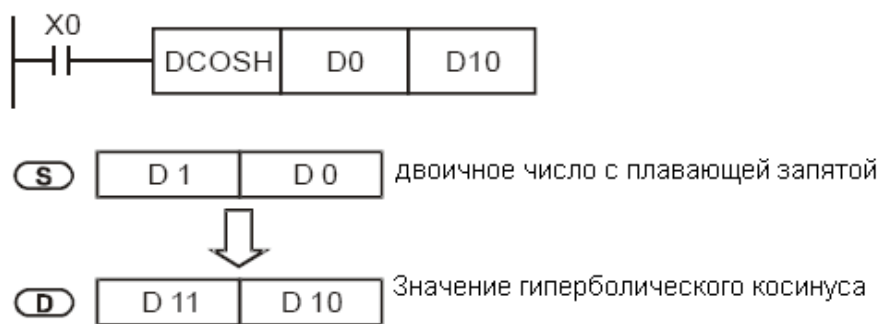 X0
DCOSH D0 D10
S D 1 D 0 двоичное число с плавающей запятой
D D 11 D 10 Значение гиперболического косинуса